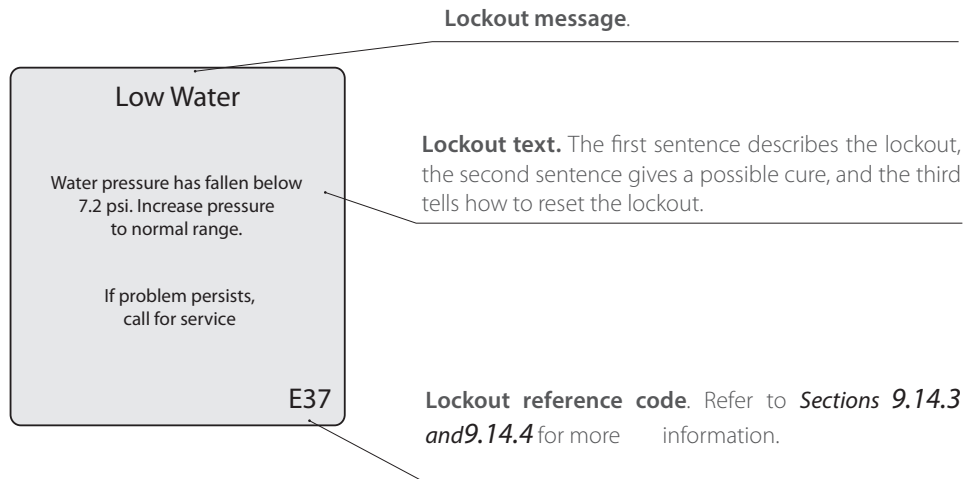 Lockout message.
Low Water
Water pressure has fallen below
7.2 psi. Increase pressure
to normal range.
If problem persists,
call for service
E37
Lockout text. The first sentence describes the lockout,
the second sentence gives a possible cure, and the third
tells how to reset the lockout.
Lockout reference code. Refer to Sections 9.14.3
and9.14.4 for more information.